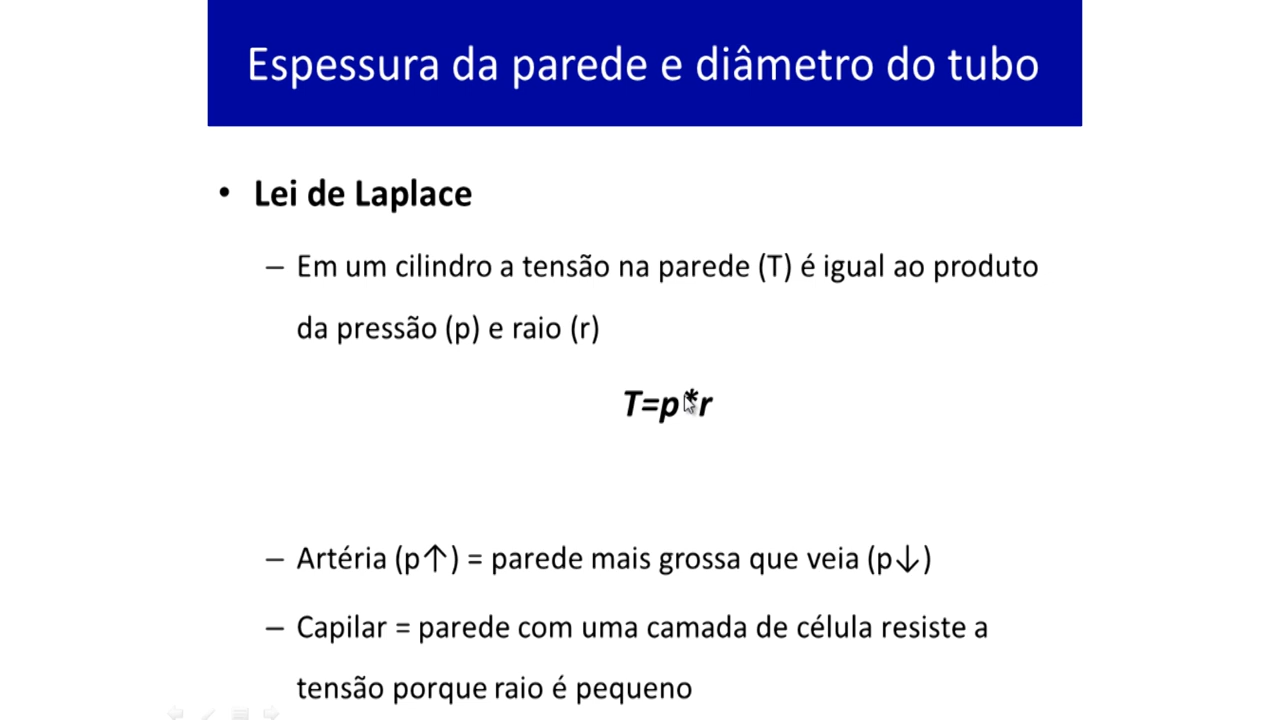 Espessura da parede e diâmetro do tubo
• Lei de Laplace
– Em um cilindro a tensão na parede (T) é igual ao produto
da pressão (p) e raio (r)
T=p*r
– Artéria (p↑) = parede mais grossa que veia (p↓)
– Capilar = parede com uma camada de célula resiste a
tensão porque raio é pequeno